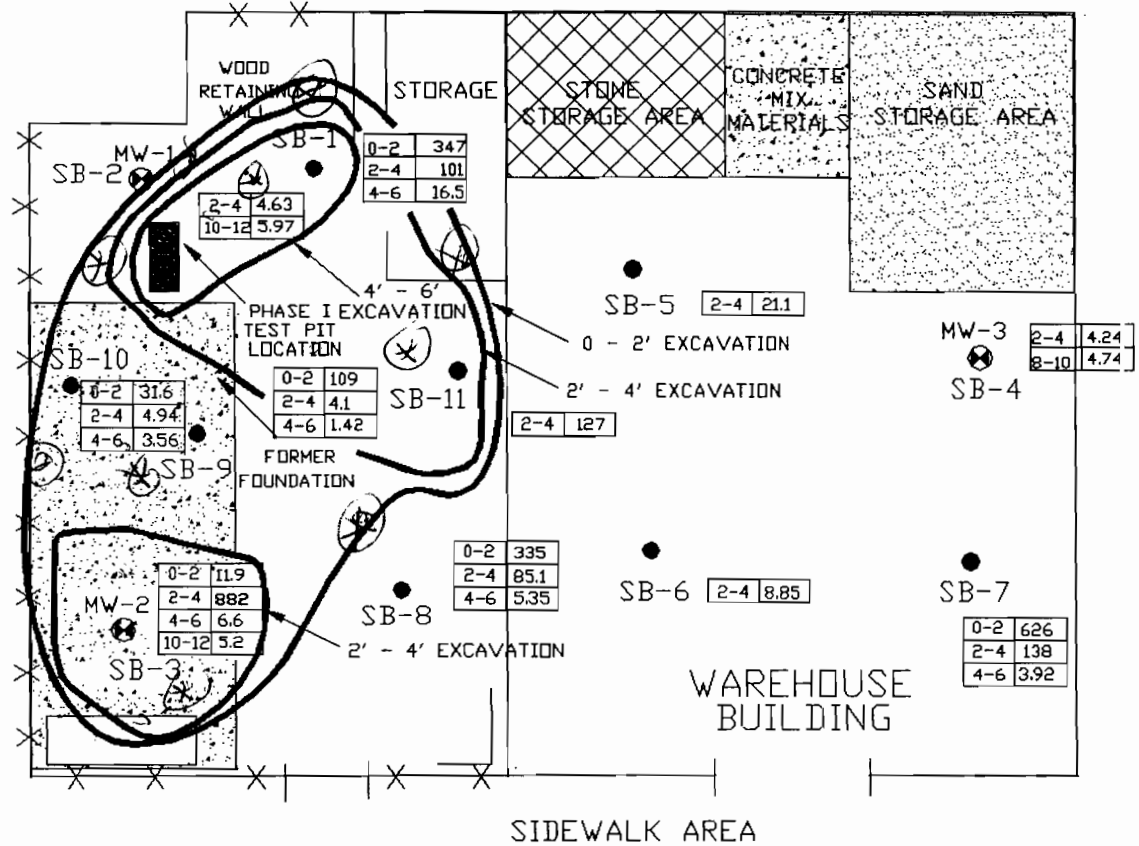 WOOD
RETAINING
WALL
STORAGE
STONE
STORAGE AREA
CONCRETE
MIX
MATERIALS
SAND
STORAGE AREA
MW-1
SB-2
SB-1
0-2 347
2-4 101
4-6 16.5
2-4 4.63
10-12 5.97
4' - 6'
EXCAVATION
PHASE I
TEST PIT
LOCATION
SB-5
2-4 21.1
0 - 2' EXCAVATION
MW-3
SB-4
2-4 4.24
8-10 4.74
SB-10
0-2 31.6
2-4 4.94
4-6 3.56
0-2 109
2-4 4.1
4-6 1.42
SB-11
2' - 4' EXCAVATION
2-4 127
SB-9
FORMER
FOUNDATION
MW-2
SB-3
0-2 11.9
2-4 882
4-6 6.6
10-12 5.2
2' - 4' EXCAVATION
SB-8
0-2 335
2-4 85.1
4-6 5.35
SB-6
2-4 8.85
SB-7
0-2 626
2-4 138
4-6 3.92
WAREHOUSE
BUILDING
SIDEWALK AREA